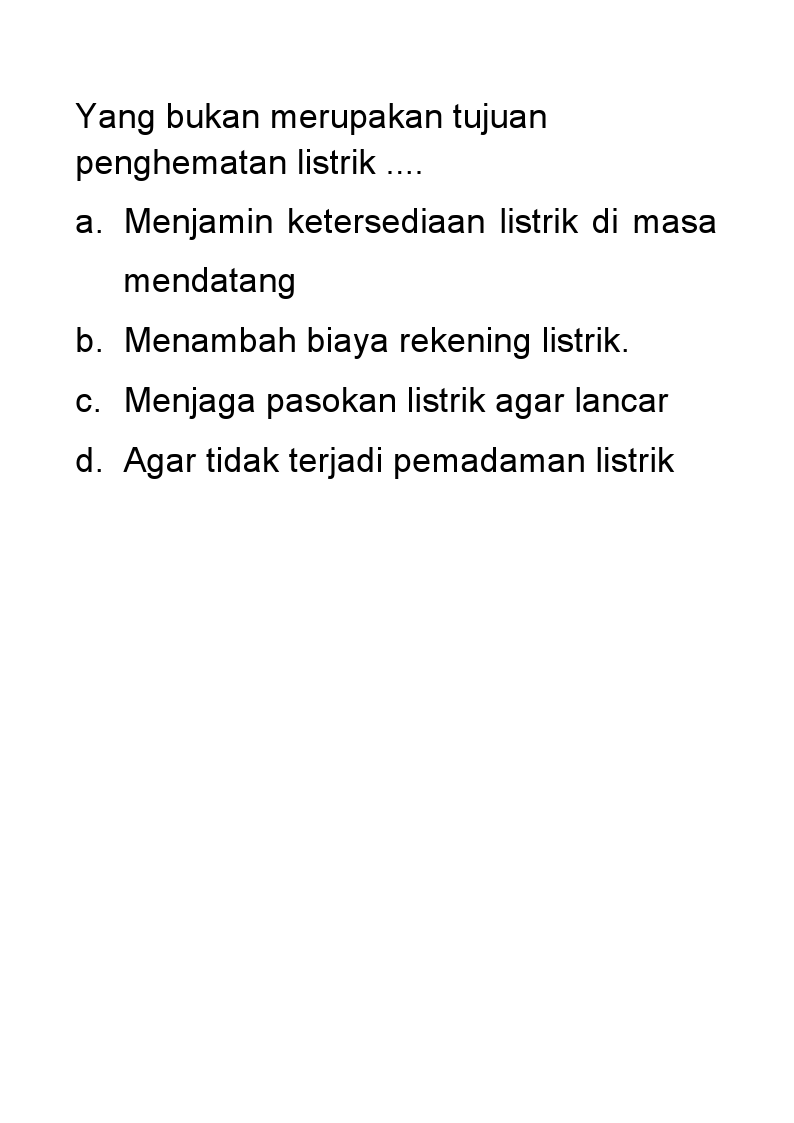 Yang bukan merupakan tujuan
penghematan listrik ....
a. Menjamin ketersediaan listrik di masa
mendatang
b. Menambah biaya rekening listrik.
c. Menjaga pasokan listrik agar lancar
d. Agar tidak terjadi pemadaman listrik